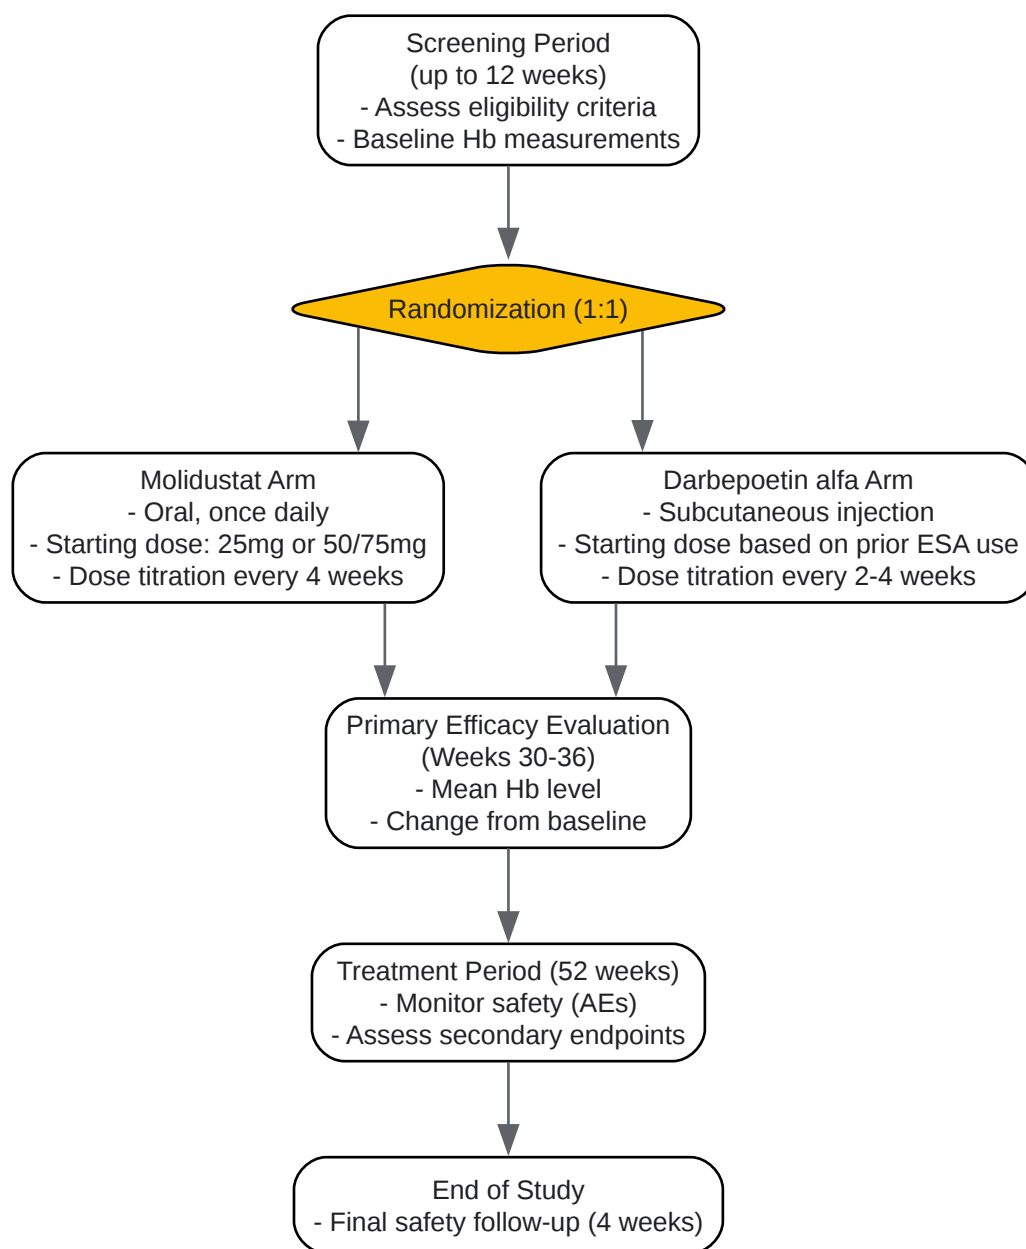 Screening Period
(up to 12 weeks)
- Assess eligibility criteria
- Baseline Hb measurements
Randomization (1:1)
Molidustat Arm
- Oral, once daily
- Starting dose: 25mg or 50/75mg
- Dose titration every 4 weeks
Darbepoetin alfa Arm
- Subcutaneous injection
- Starting dose based on prior ESA use
- Dose titration every 2-4 weeks
Primary Efficacy Evaluation
(Weeks 30-36)
- Mean Hb level
- Change from baseline
Treatment Period (52 weeks)
- Monitor safety (AEs)
- Assess secondary endpoints
End of Study
- Final safety follow-up (4 weeks)